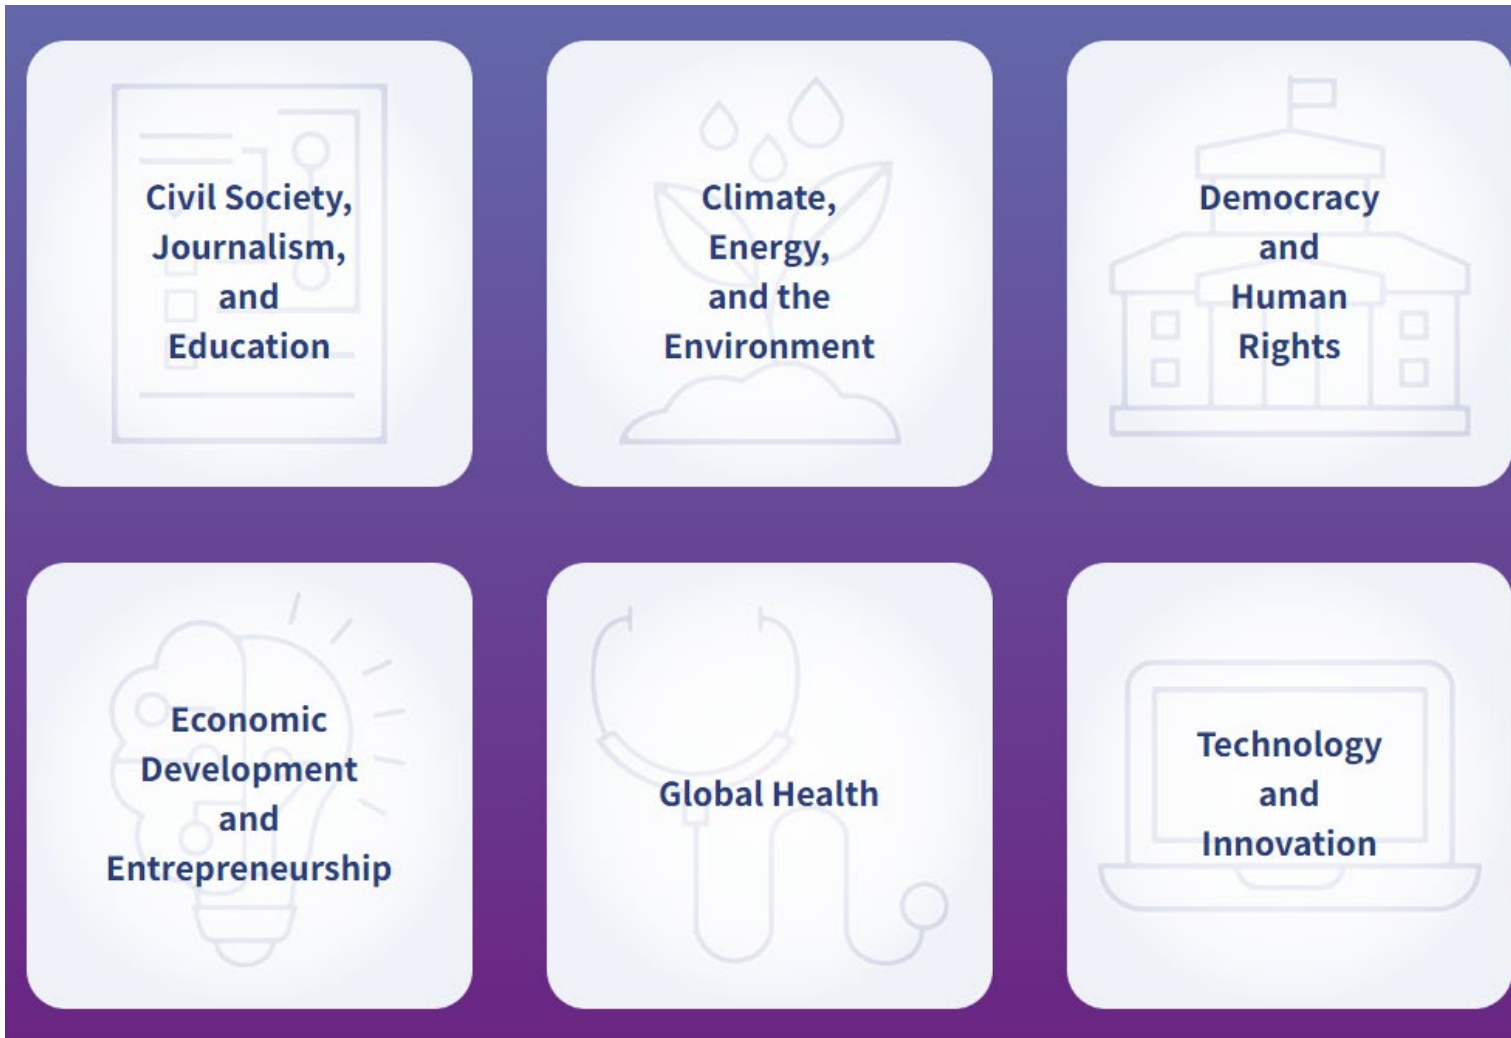 Civil Society,
Journalism,
and
Education
Climate,
Energy,
and the
Environment
Democracy
and
Human
Rights
Economic
Development
and
Entrepreneurship
Global Health
Technology
and
Innovation